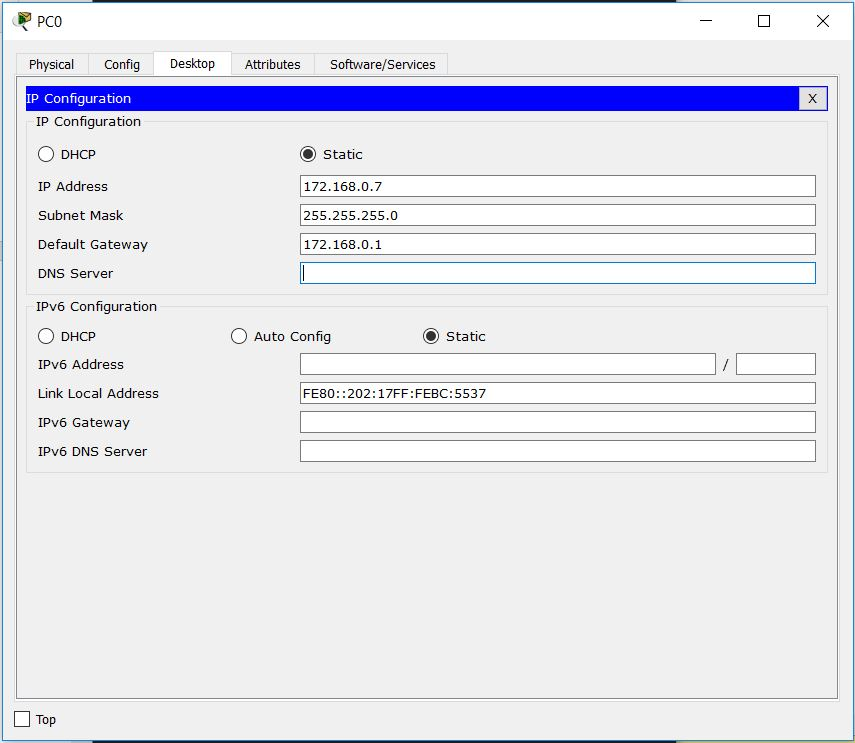 PC0
Physical Config Desktop Attributes Software/Services
IP Configuration X
IP Configuration
DHCP Static
IP Address 172.168.0.7
Subnet Mask 255.255.255.0
Default Gateway 172.168.0.1
DNS Server
IPv6 Configuration
DHCP Auto Config Static
IPv6 Address /
Link Local Address FE80::202:17FF:FEBC:5537
IPv6 Gateway
IPv6 DNS Server
Top